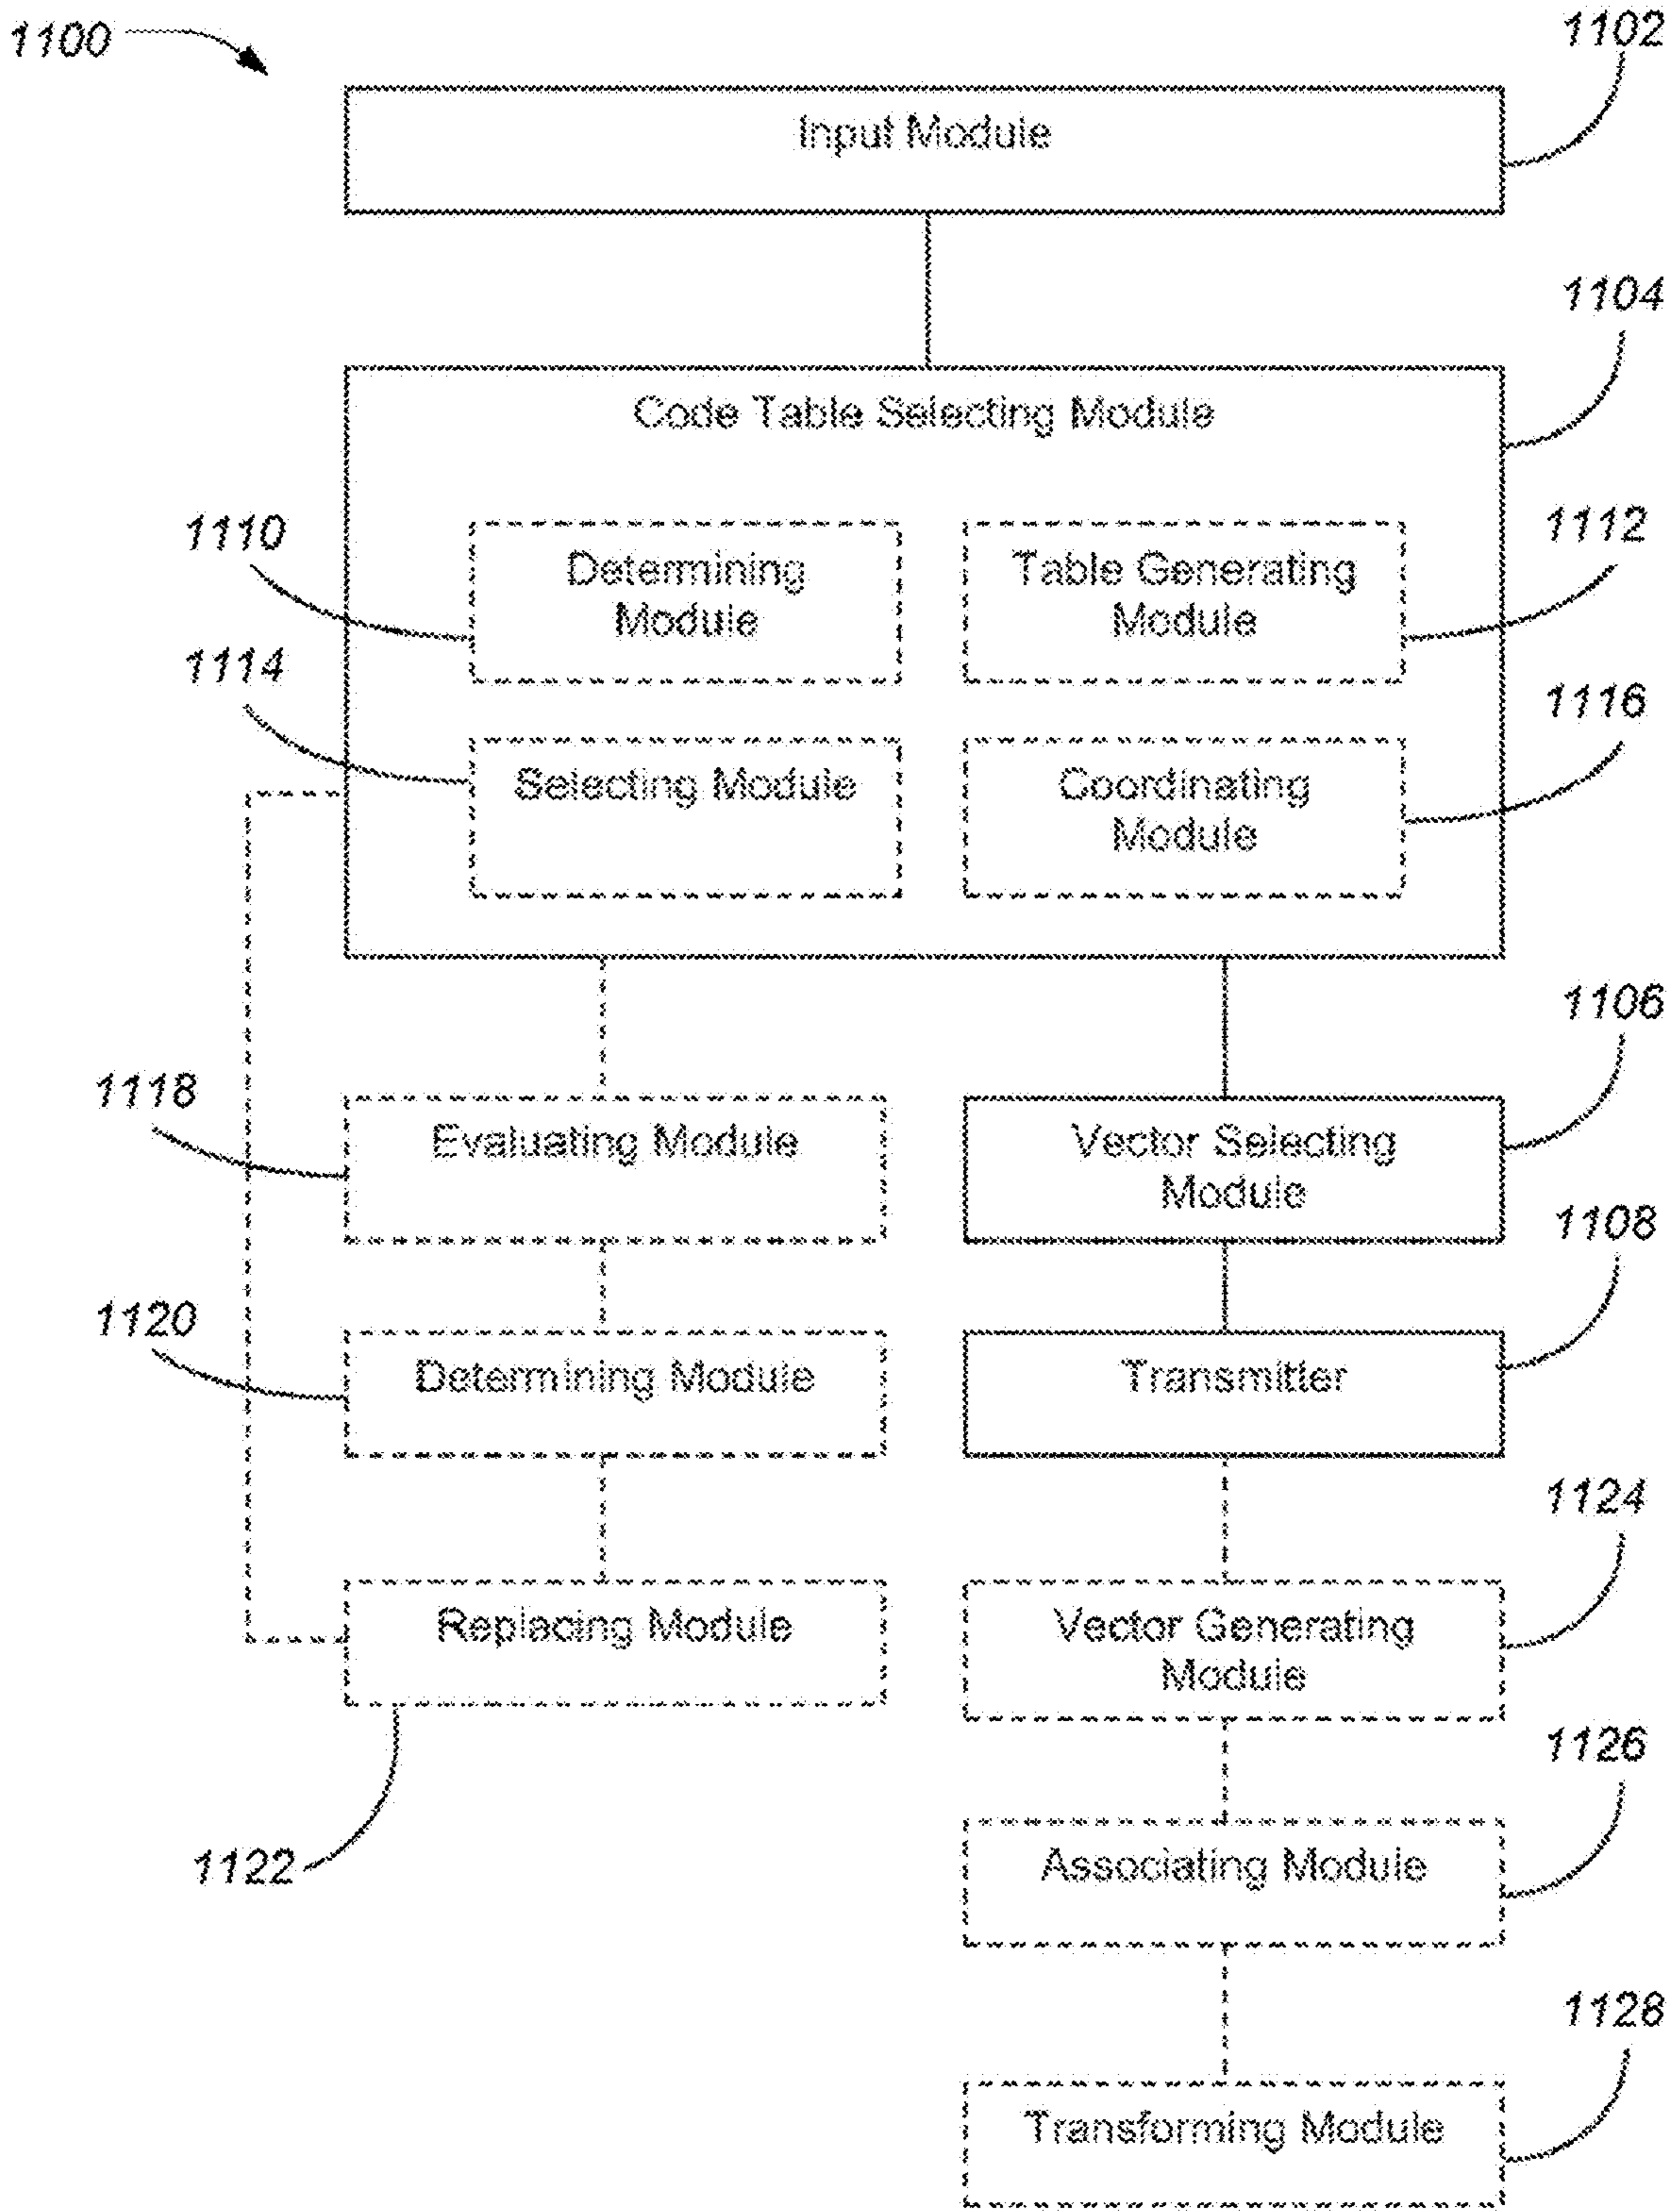 1100
1102
Input Module
1104
Code Table Selecting Module
1110
Determining
Module
1112
Table Generating
Module
1114
Selecting Module
1116
Coordinating
Module
1106
1118
Evaluating Module
Vector Selecting
Module
1108
1120
Determining Module
Transmitter
1124
Replacing Module
Vector Generating
Module
1122
1126
Associating Module
1128
Transforming Module